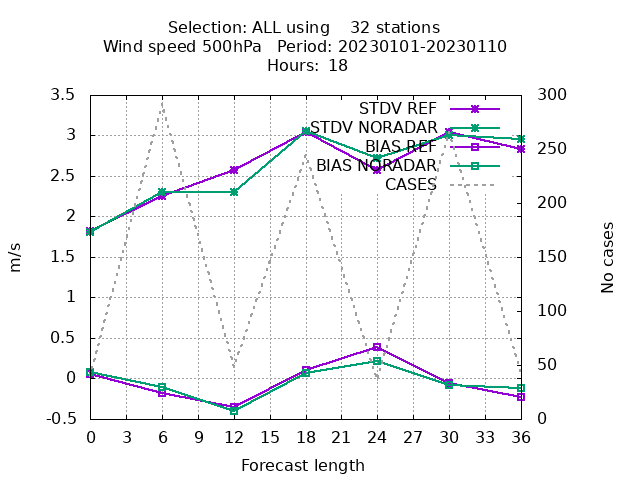 Selection: ALL using    32 stations
Wind speed 500hPa   Period: 20230101-20230110
Hours: 18
STDV REF
STDV NORADAR
BIAS REF
BIAS NORADAR
CASES
3.5
3
2.5
2
1.5
1
0.5
0
-0.5
m/s
300
250
200
150
100
50
0
No cases
0 3 6 9 12 15 18 21 24 27 30 33 36
Forecast length